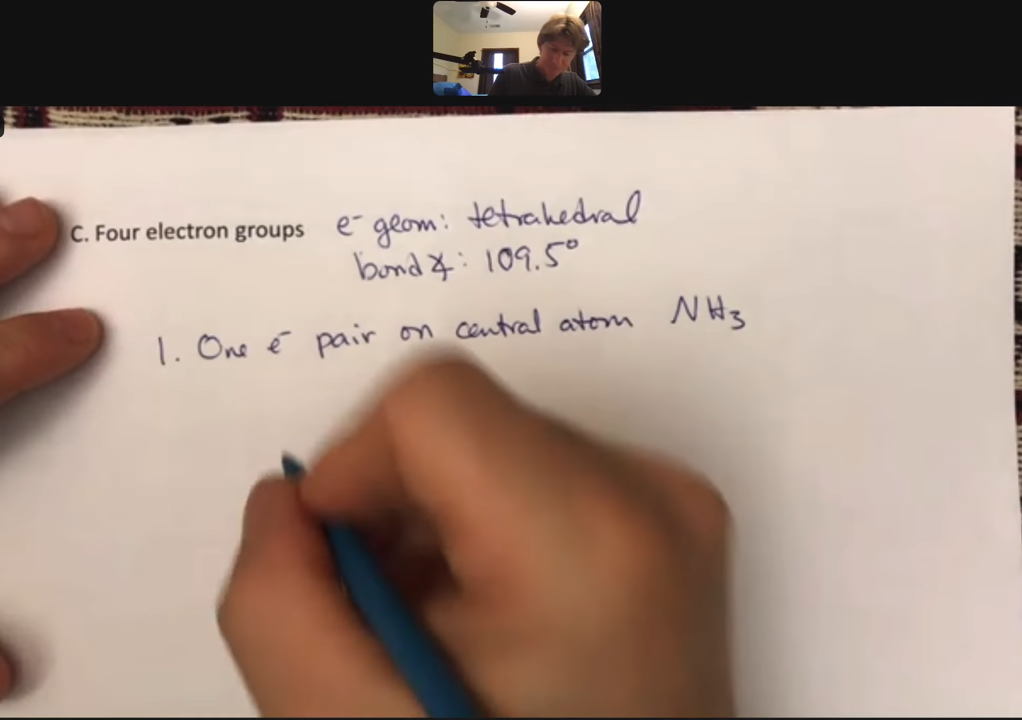 C. Four electron groups e⁻ geom: tetrahedral
bond∡: 109.5°
1. One e⁻ pair on central atom NH₃